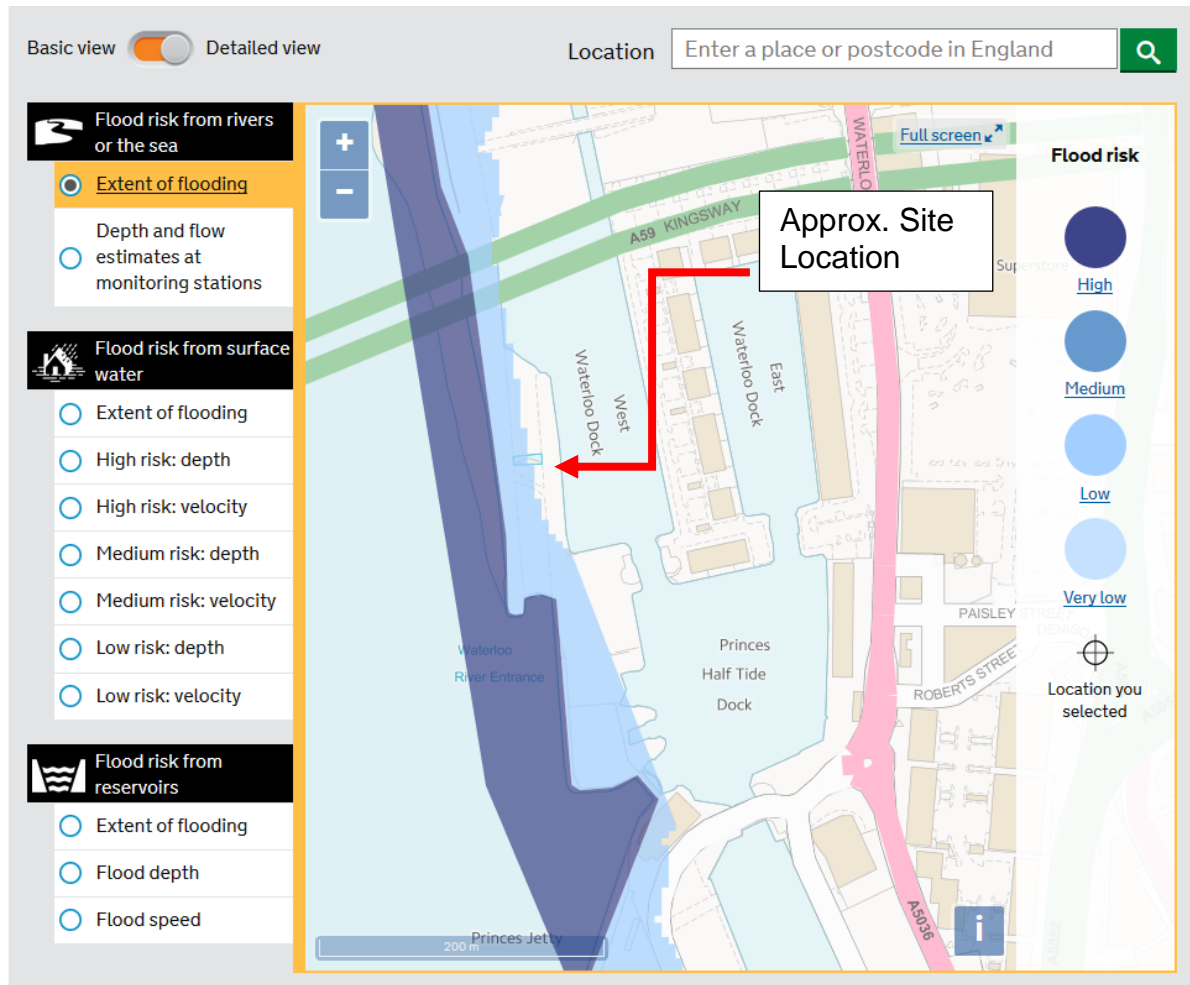 Basic view
Detailed view
Location
Enter a place or postcode in England
Flood risk from rivers
or the sea
Extent of flooding
Depth and flow
estimates at
monitoring stations
Flood risk from surface
water
Extent of flooding
High risk: depth
High risk: velocity
Medium risk: depth
Medium risk: velocity
Low risk: depth
Low risk: velocity
Flood risk from
reservoirs
Extent of flooding
Flood depth
Flood speed
+
−
Full screen
WATERLO
A59 KINGSWAY
Approx. Site
Location
Superstore
West
Waterloo Dock
East
Waterloo Dock
Waterloo
River Entrance
Princes
Half Tide
Dock
PAISLEY STREET
DENISO
ROBERTS STREET
Princes Jetty
200 m
A5036
A5052
i
Flood risk
High
Medium
Low
Very low
Location you
selected